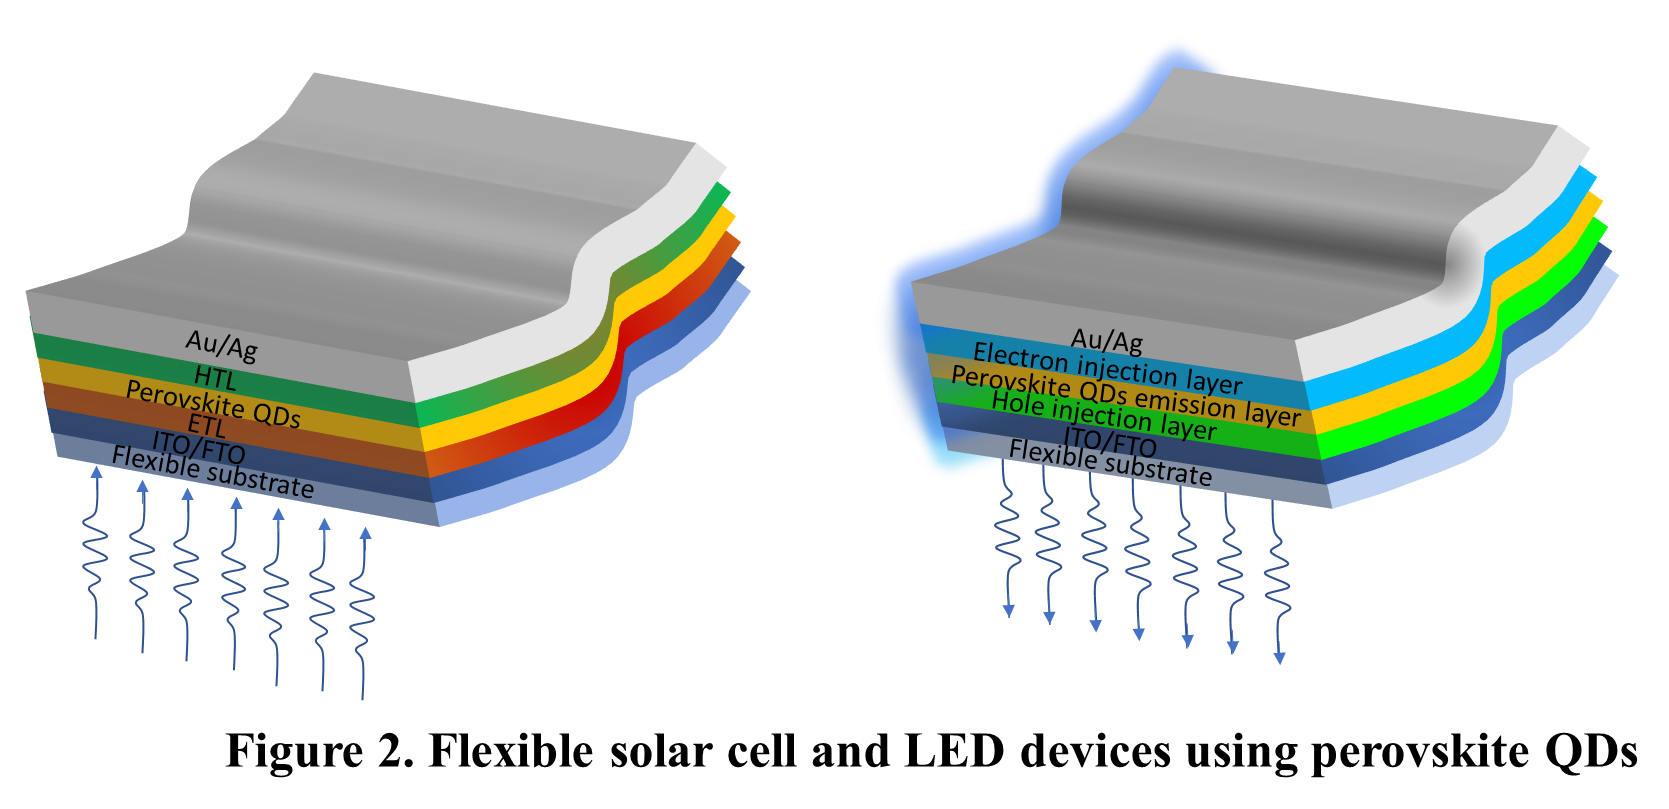 Au/Ag
HTL
Perovskite QDs
ETL
ITO/FTO
Flexible substrate
Au/Ag
Electron injection layer
Perovskite QDs emission layer
Hole injection layer
ITO/FTO
Flexible substrate
Figure 2. Flexible solar cell and LED devices using perovskite QDs